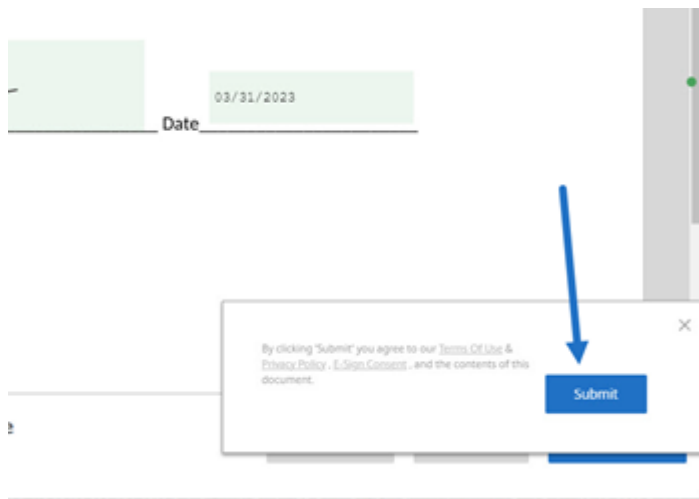 03/31/2023
Date
By clicking 'Submit' you agree to our Terms Of Use &
Privacy Policy , E-Sign Consent , and the contents of this
document.
Submit
e